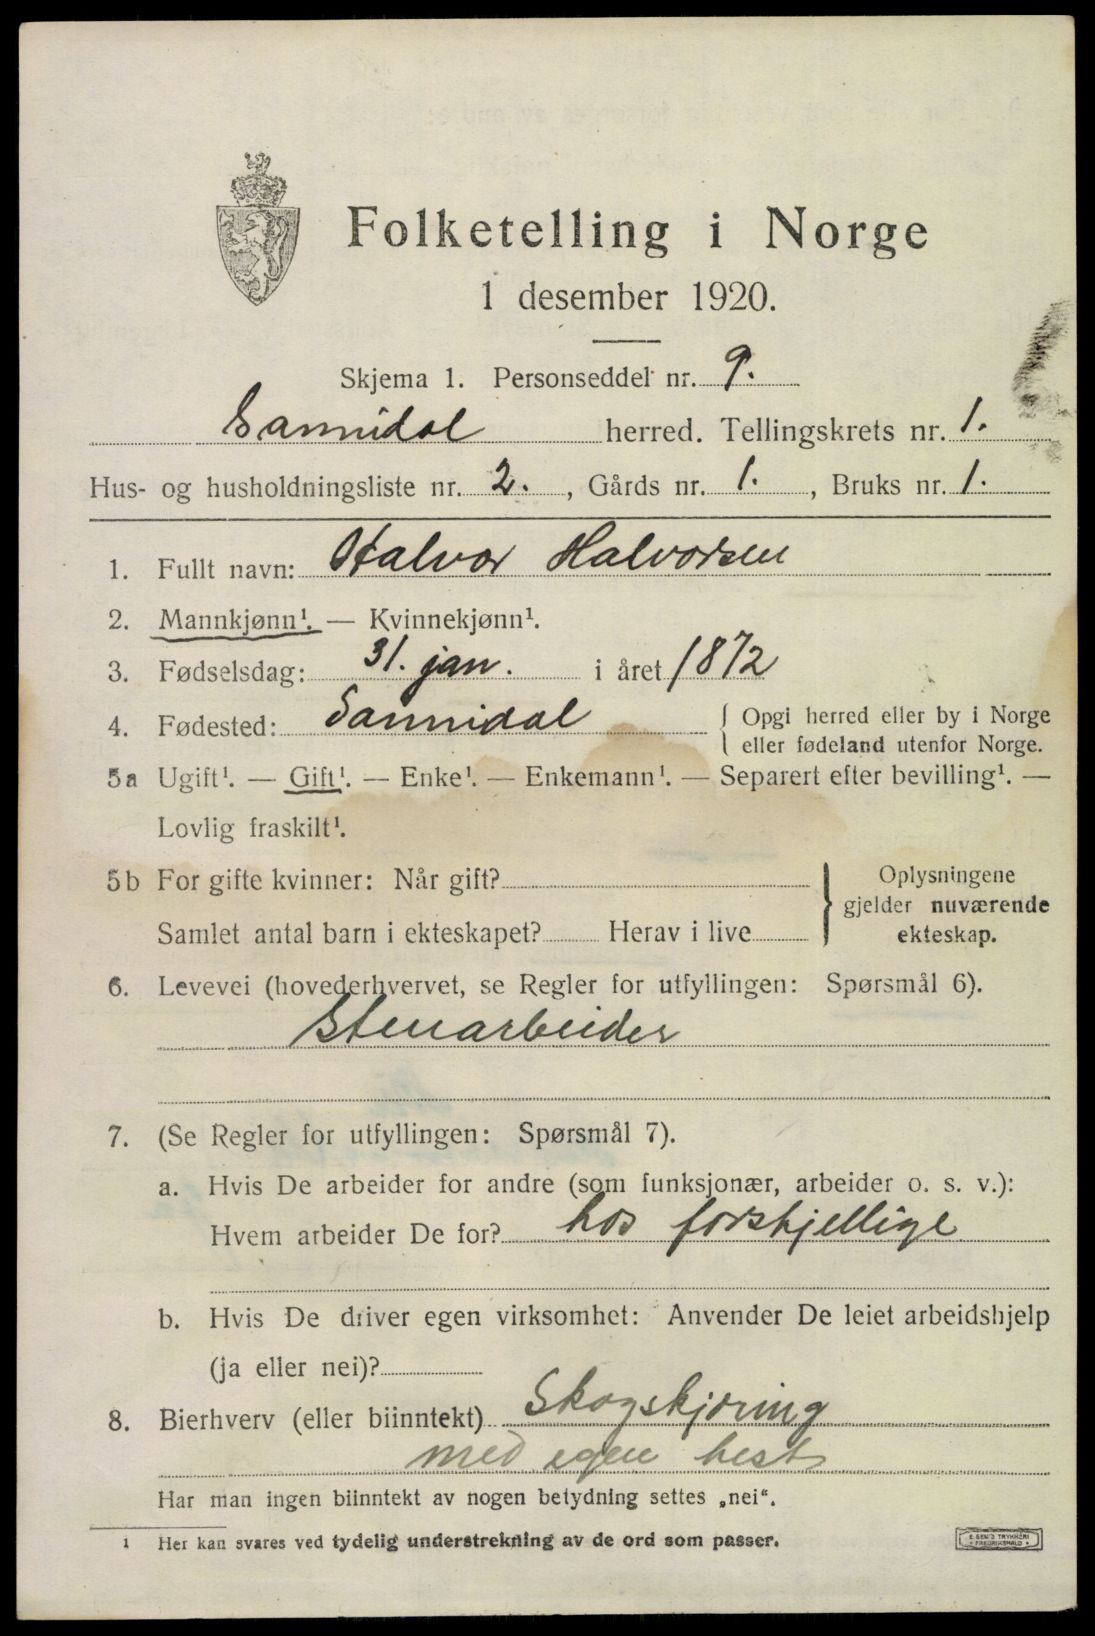 Folketelling i Norge
1 desember 1920.
Skjema 1. Personseddel nr. 9.
Sannidal herred. Tellingskrets nr. 1.
Hus- og husholdningsliste nr. 2. , Gårds nr. 1. , Bruks nr. 1.
1. Fullt navn: Halvor Halvorsen
2. Mannkjønn¹. — Kvinnekjønn¹.
3. Fødselsdag: 31. jan. i året 1872
4. Fødested: Sannidal { Opgi herred eller by i Norge
eller fødeland utenfor Norge.
5a Ugift¹. — Gift¹. — Enke¹. — Enkemann¹. — Separert efter bevilling¹. —
Lovlig fraskilt¹.
5b For gifte kvinner: Når gift? } Oplysningene
gjelder nuværende
Samlet antal barn i ekteskapet? Herav i live ekteskap.
6. Levevei (hovederhvervet, se Regler for utfyllingen: Spørsmål 6).
Stenarbeider
7. (Se Regler for utfyllingen: Spørsmål 7).
a. Hvis De arbeider for andre (som funksjonær, arbeider o. s. v.):
Hvem arbeider De for? hos forskjellige
b. Hvis De driver egen virksomhet: Anvender De leiet arbeidshjelp
(ja eller nei)?
8. Bierhverv (eller biinntekt) Skogskjøring
med egen hest
Har man ingen biinntekt av nogen betydning settes „nei“.
1 Her kan svares ved tydelig understrekning av de ord som passer.
E. SEM'S TRYKKERI
• FREDRIKSHALD •